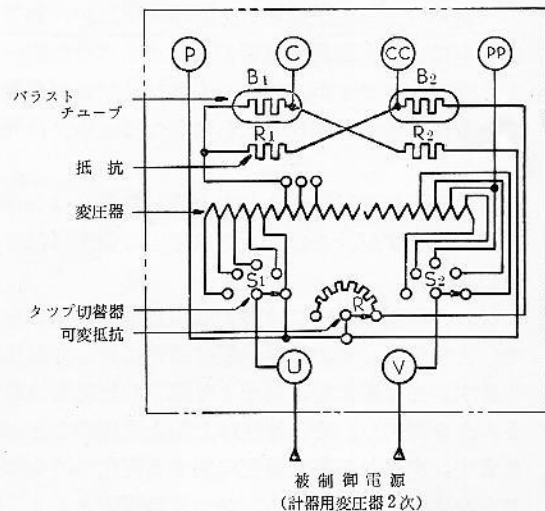 P C CC PP
B₁ B₂
バラスト
チューブ
R₁ R₂
抵抗
変圧器
S₁ S₂
タップ切替器
R
可変抵抗
U V
被制御電源
(計器用変圧器2次)